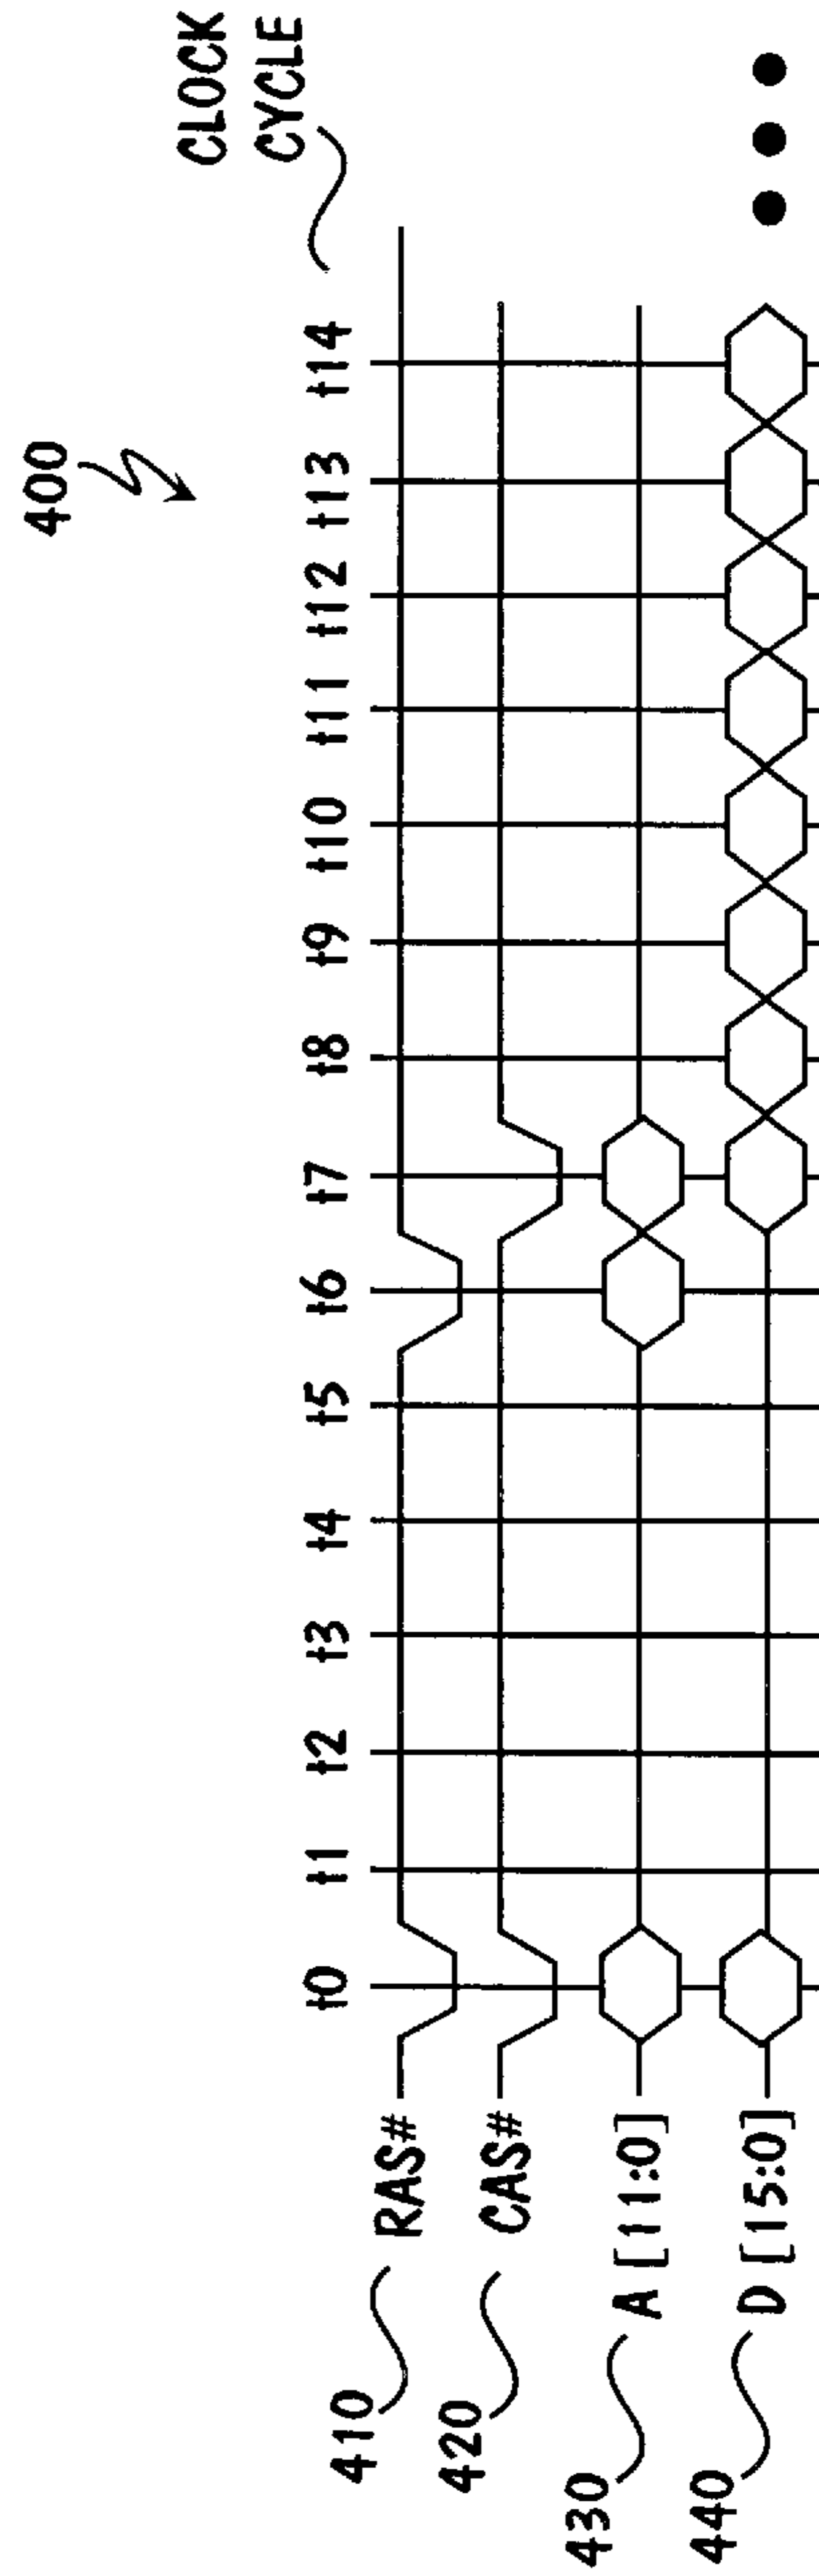 400
CLOCK
CYCLE
t0 t1 t2 t3 t4 t5 t6 t7 t8 t9 t10 t11 t12 t13 t14
410 RAS#
420 CAS#
430 A [11:0]
440 D [15:0]